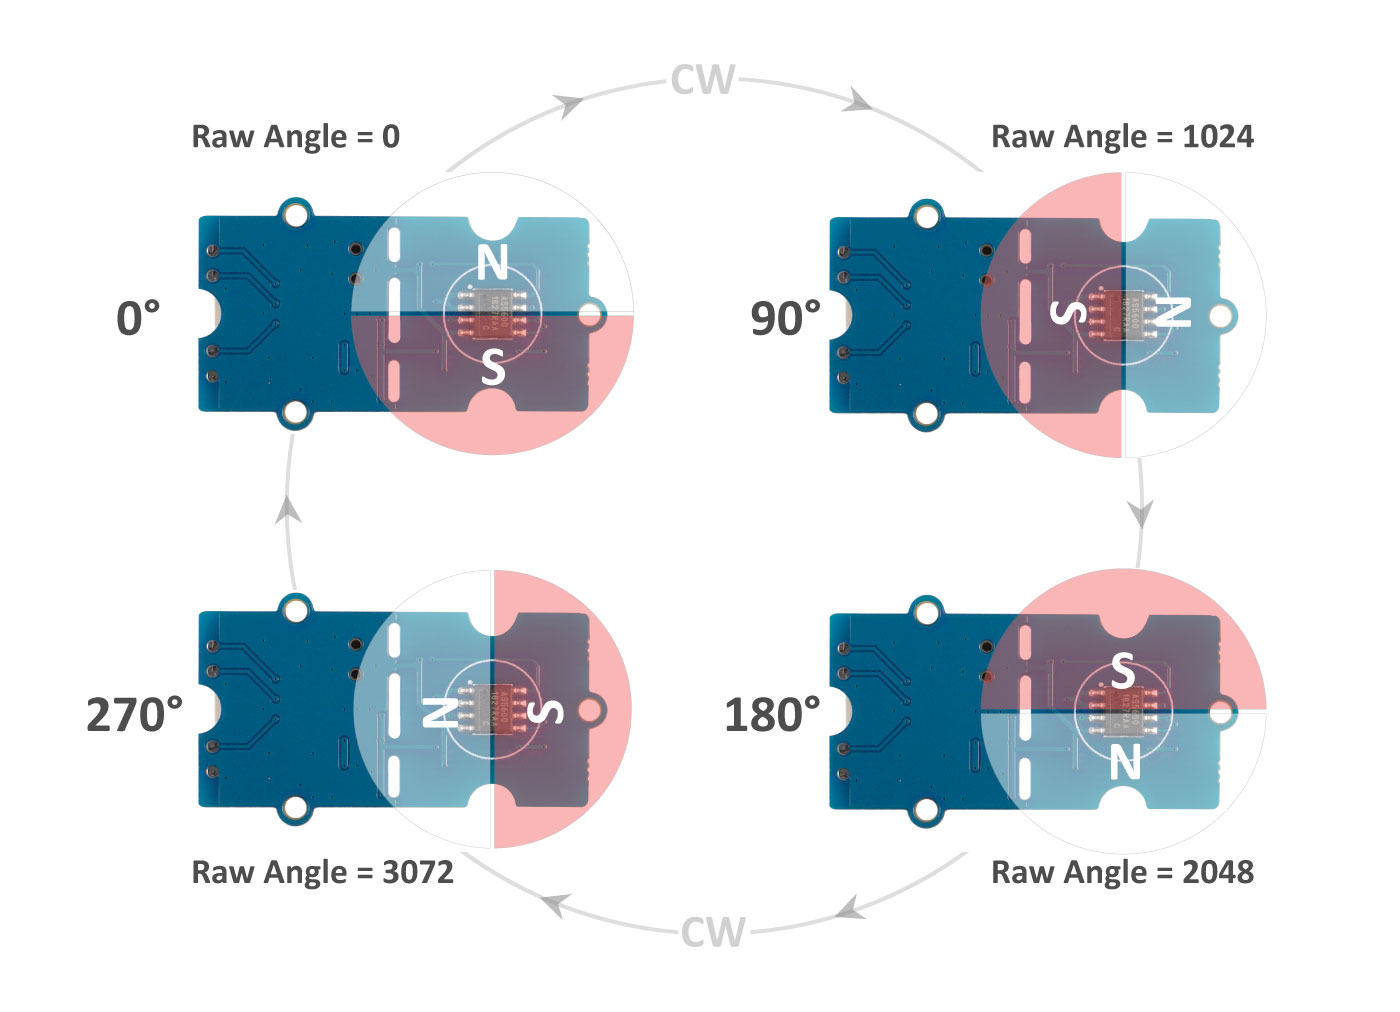 CW
Raw Angle = 0
Raw Angle = 1024
N
S
0°
90°
S
N
270°
N
S
180°
S
N
Raw Angle = 3072
Raw Angle = 2048
CW